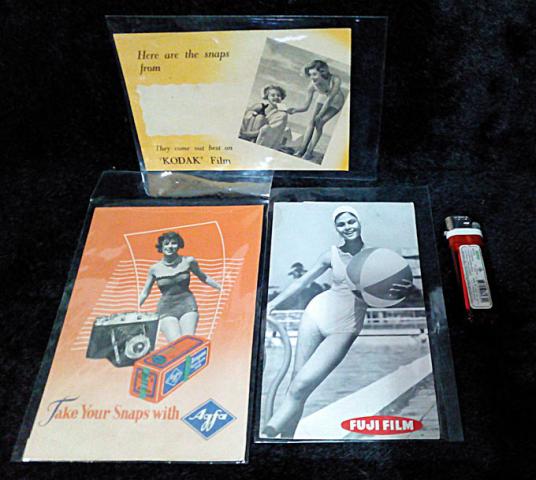 Here are the snaps
from
They come out best on
'KODAK' Film
Take Your Snaps with
Agfa
Agfa
FUJI FILM